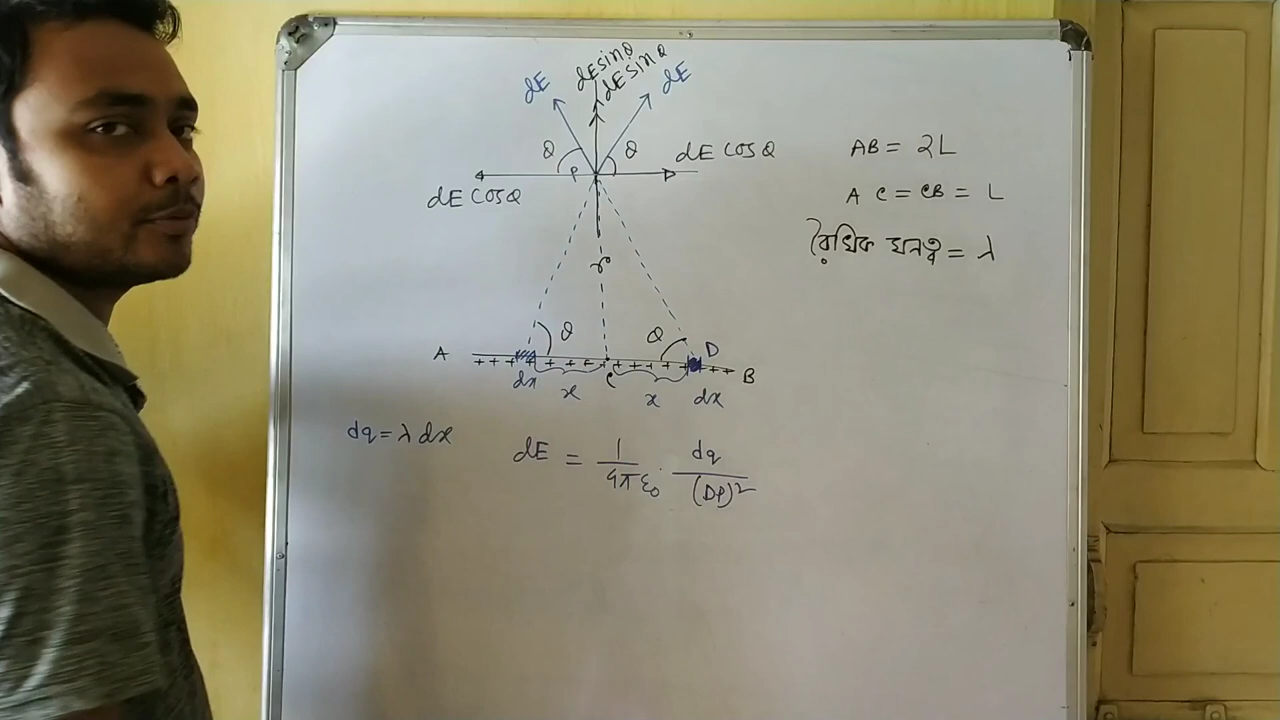 dE sinθ
dE sinθ
dE
dE
θ
θ
P
dE cosθ
dE cosθ
AB = 2L
AC = CB = L
রৈখিক ঘনত্ব = λ
r
θ
θ
A
D
+ + + + + + + + + + + + +
B
dx
x
C
x
dx
dq = λ dx
dE = 1/4πε₀ · dq/(DP)²